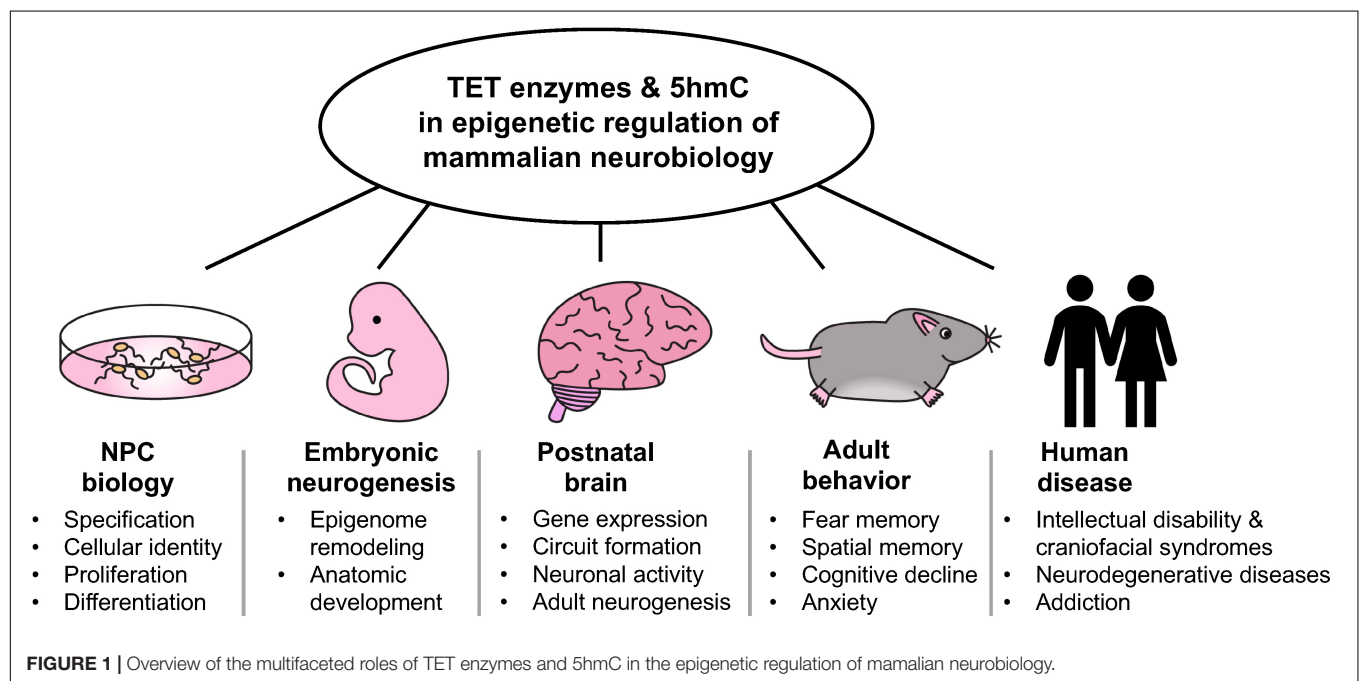 TET enzymes & 5hmC
in epigenetic regulation of
mammalian neurobiology
NPC
biology
• Specification
• Cellular identity
• Proliferation
• Differentiation
Embryonic
neurogenesis
• Epigenome
remodeling
• Anatomic
development
Postnatal
brain
• Gene expression
• Circuit formation
• Neuronal activity
• Adult neurogenesis
Adult
behavior
• Fear memory
• Spatial memory
• Cognitive decline
• Anxiety
Human
disease
• Intellectual disability &
craniofacial syndromes
• Neurodegenerative diseases
• Addiction
FIGURE 1 | Overview of the multifaceted roles of TET enzymes and 5hmC in the epigenetic regulation of mamalian neurobiology.